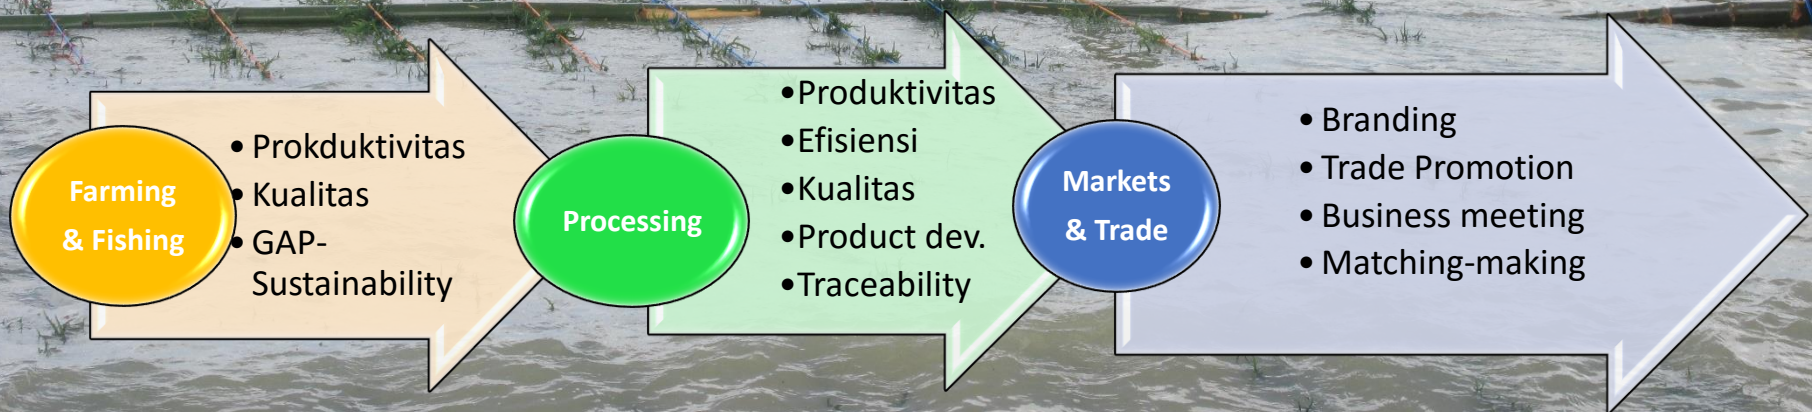 Farming
& Fishing
•Prokduktivitas
•Kualitas
•GAP-
Sustainability
Processing
•Produktivitas
•Efisiensi
•Kualitas
•Product dev.
•Traceability
Markets
& Trade
•Branding
•Trade Promotion
•Business meeting
•Matching-making